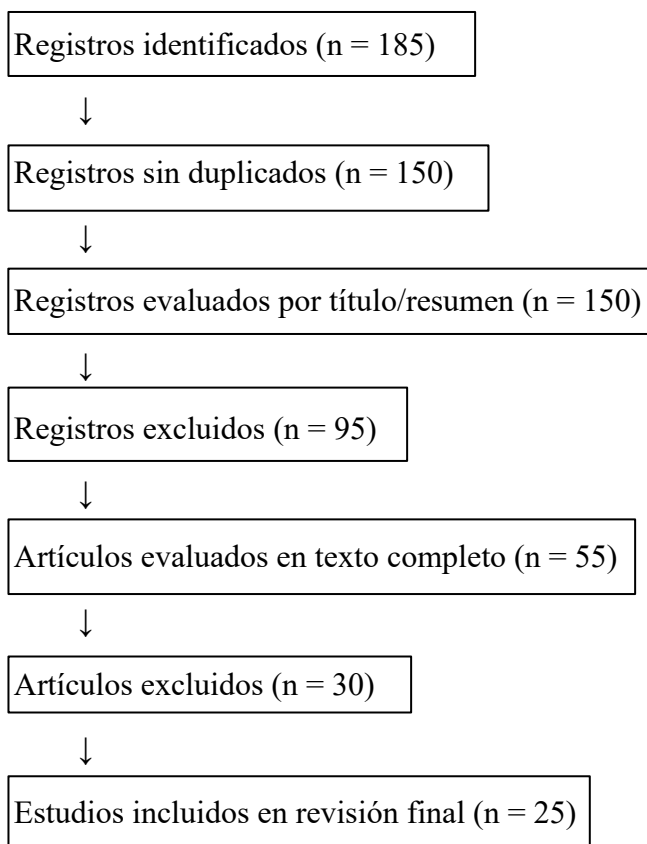 Registros identificados (n = 185)
↓
Registros sin duplicados (n = 150)
↓
Registros evaluados por título/resumen (n = 150)
↓
Registros excluidos (n = 95)
↓
Artículos evaluados en texto completo (n = 55)
↓
Artículos excluidos (n = 30)
↓
Estudios incluidos en revisión final (n = 25)